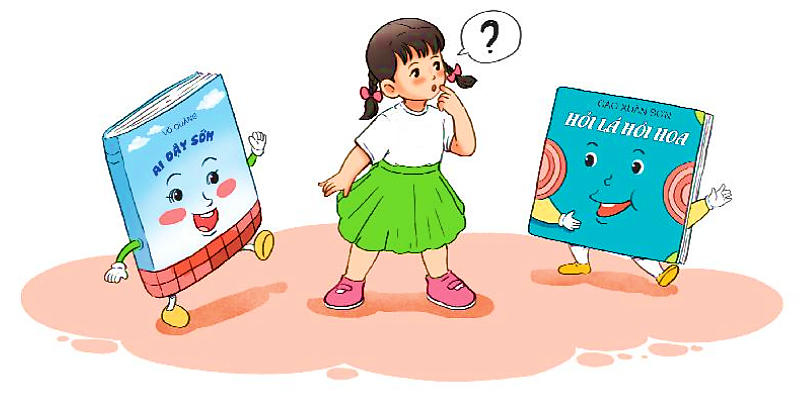 ?
VÕ QUẢNG
AI DẬY SỚM
CAO XUÂN SƠN
HỎI LÁ HỎI HOA